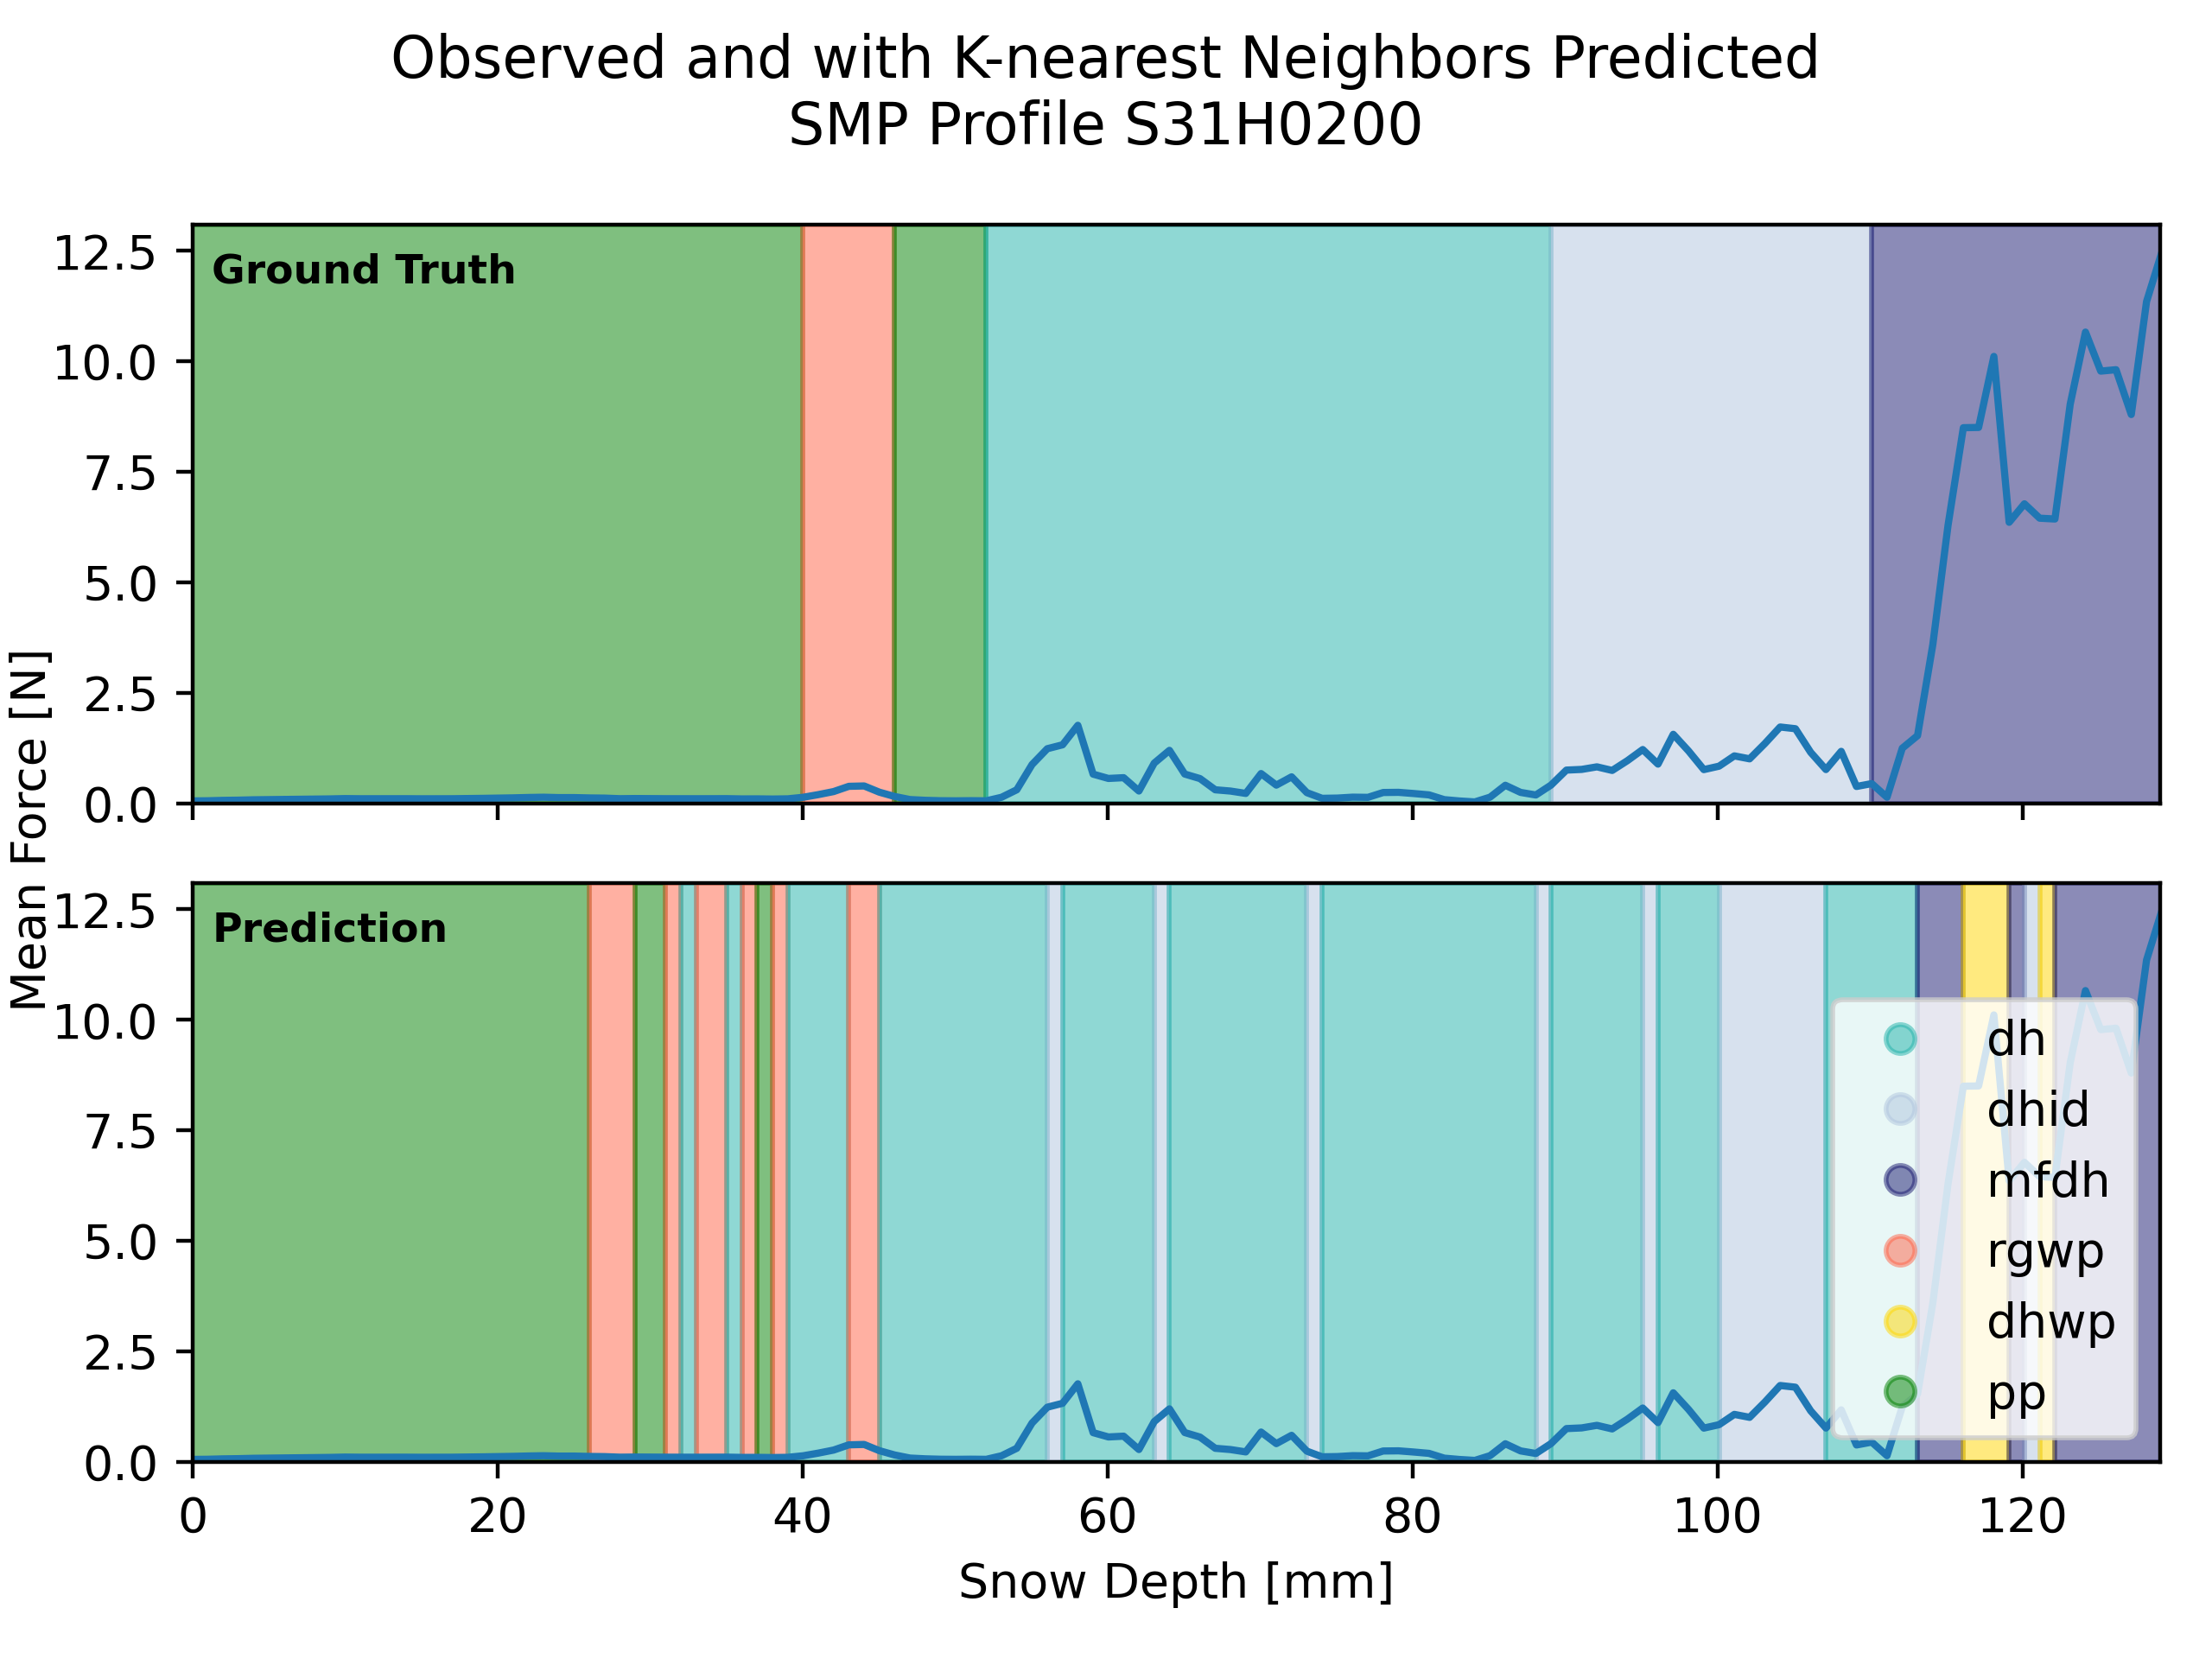 Observed and with K-nearest Neighbors Predicted
SMP Profile S31H0200
Mean Force [N]
12.5
10.0
7.5
5.0
2.5
0.0
Ground Truth
12.5
10.0
7.5
5.0
2.5
0.0
Prediction
dh
dhid
mfdh
rgwp
dhwp
pp
0 20 40 60 80 100 120
Snow Depth [mm]